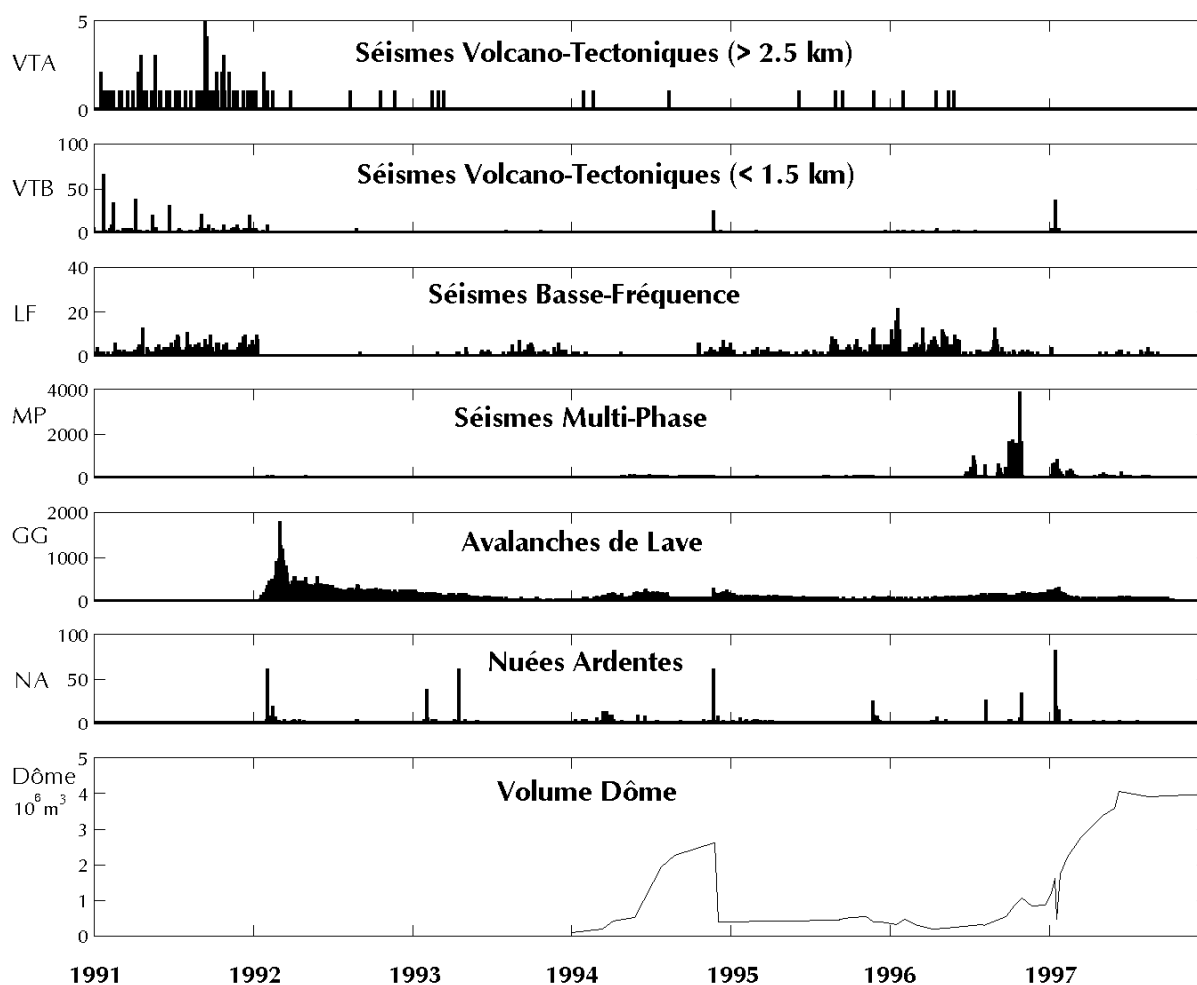 5
Séismes Volcano-Tectoniques (> 2.5 km)
VTA
0
100
Séismes Volcano-Tectoniques (< 1.5 km)
VTB
50
0
40
Séismes Basse-Fréquence
LF
20
0
4000
MP
Séismes Multi-Phase
2000
0
2000
GG
Avalanches de Lave
1000
0
100
Nuées Ardentes
NA
50
0
5
Dôme
Volume Dôme
10⁶ m³
4
3
2
1
0
1991 1992 1993 1994 1995 1996 1997